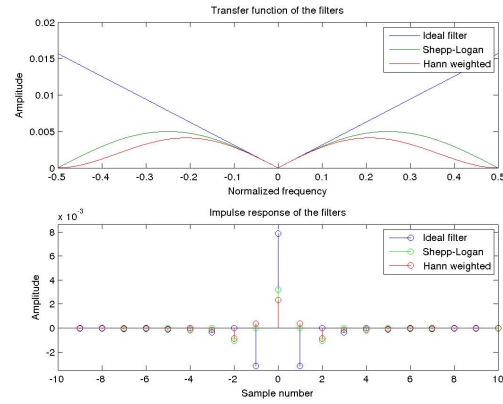 Transfer function of the filters
0.02
0.015
0.01
0.005
0
Amplitude
Ideal filter
Shepp-Logan
Hann weighted
-0.5 -0.4 -0.3 -0.2 -0.1 0 0.1 0.2 0.3 0.4 0.5
Normalized frequency
x 10⁻³
Impulse response of the filters
8
6
4
2
0
-2
Amplitude
Ideal filter
Shepp-Logan
Hann weighted
-10 -8 -6 -4 -2 0 2 4 6 8 10
Sample number